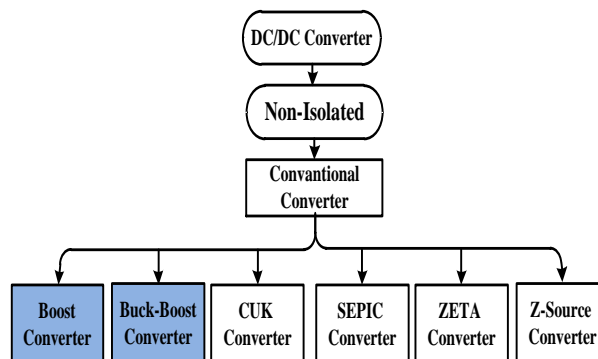 DC/DC Converter
Non-Isolated
Convantional
Converter
Boost
Converter
Buck-Boost
Converter
CUK
Converter
SEPIC
Converter
ZETA
Converter
Z-Source
Converter